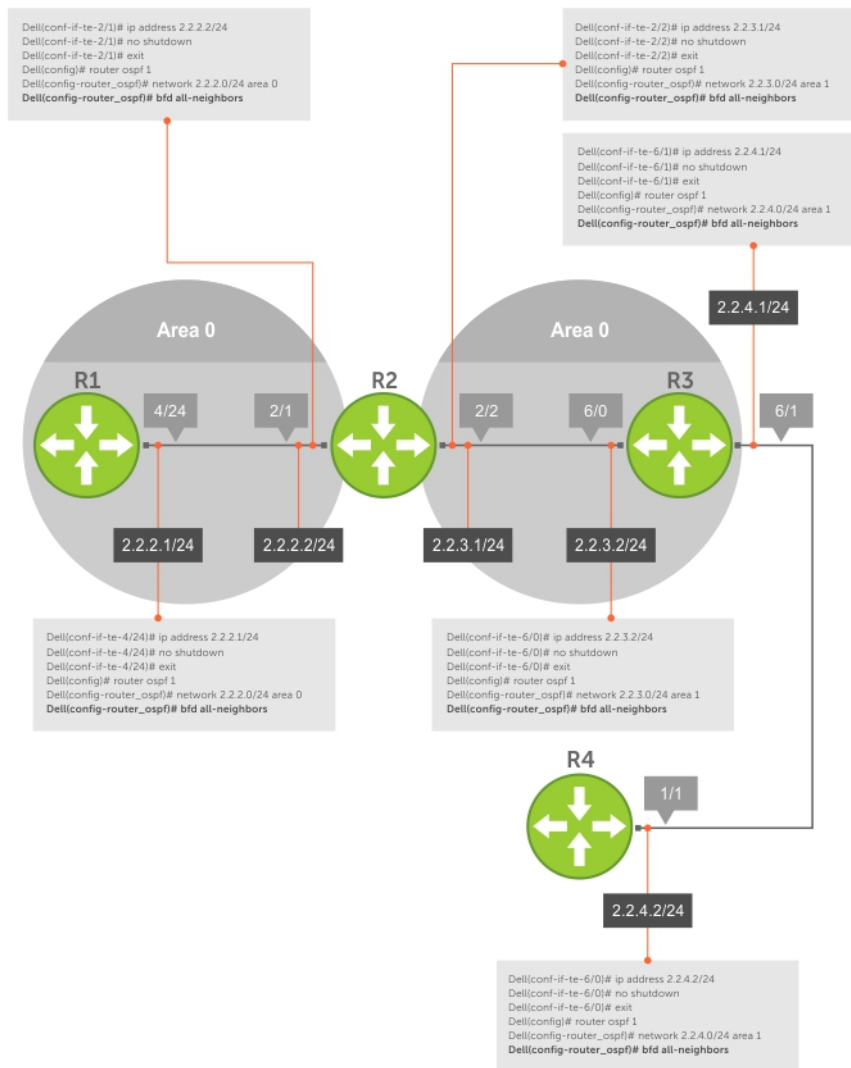 Dell(conf-if-te-2/1)# ip address 2.2.2.2/24
Dell(conf-if-te-2/1)# no shutdown
Dell(conf-if-te-2/1)# exit
Dell(config)# router ospf 1
Dell(config-router_ospf)# network 2.2.2.0/24 area 0
Dell(config-router_ospf)# bfd all-neighbors
Dell(conf-if-te-2/2)# ip address 2.2.3.1/24
Dell(conf-if-te-2/2)# no shutdown
Dell(conf-if-te-2/2)# exit
Dell(config)# router ospf 1
Dell(config-router_ospf)# network 2.2.3.0/24 area 1
Dell(config-router_ospf)# bfd all-neighbors
Dell(conf-if-te-6/1)# ip address 2.2.4.1/24
Dell(conf-if-te-6/1)# no shutdown
Dell(conf-if-te-6/1)# exit
Dell(config)# router ospf 1
Dell(config-router_ospf)# network 2.2.4.0/24 area 1
Dell(config-router_ospf)# bfd all-neighbors
2.2.4.1/24
Area 0
Area 0
R1
R2
R3
4/24
2/1
2/2
6/0
6/1
2.2.2.1/24
2.2.2.2/24
2.2.3.1/24
2.2.3.2/24
Dell(conf-if-te-4/24)# ip address 2.2.2.1/24
Dell(conf-if-te-4/24)# no shutdown
Dell(conf-if-te-4/24)# exit
Dell(config)# router ospf 1
Dell(config-router_ospf)# network 2.2.2.0/24 area 0
Dell(config-router_ospf)# bfd all-neighbors
Dell(conf-if-te-6/0)# ip address 2.2.3.2/24
Dell(conf-if-te-6/0)# no shutdown
Dell(conf-if-te-6/0)# exit
Dell(config)# router ospf 1
Dell(config-router_ospf)# network 2.2.3.0/24 area 1
Dell(config-router_ospf)# bfd all-neighbors
R4
1/1
2.2.4.2/24
Dell(conf-if-te-6/0)# ip address 2.2.4.2/24
Dell(conf-if-te-6/0)# no shutdown
Dell(conf-if-te-6/0)# exit
Dell(config)# router ospf 1
Dell(config-router_ospf)# network 2.2.4.0/24 area 1
Dell(config-router_ospf)# bfd all-neighbors